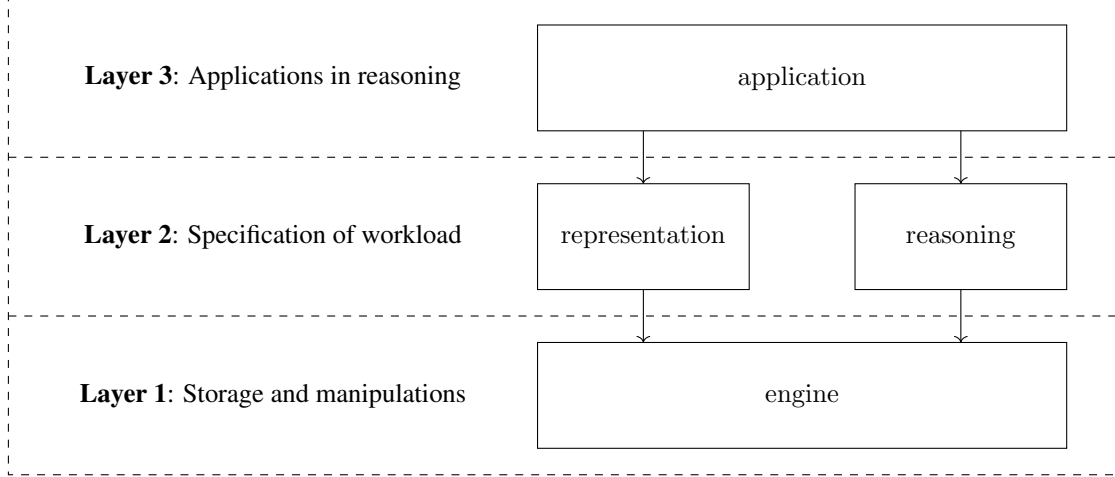 Layer 3: Applications in reasoning
application
Layer 2: Specification of workload
representation
reasoning
Layer 1: Storage and manipulations
engine